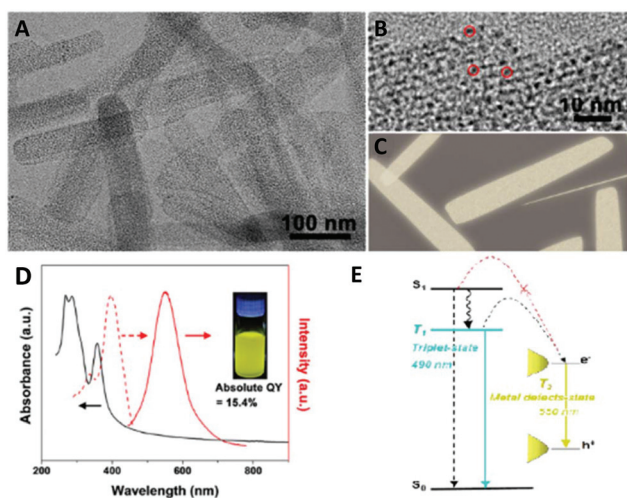 A
100 nm
B
10 nm
C
D
Absorbance (a.u.)
Intensity (a.u.)
Absolute QY
= 15.4%
200 400 600 800
Wavelength (nm)
E
S1
T1
Triplet-state
490 nm
e-
T2
Metal defects-state
550 nm
h+
S0